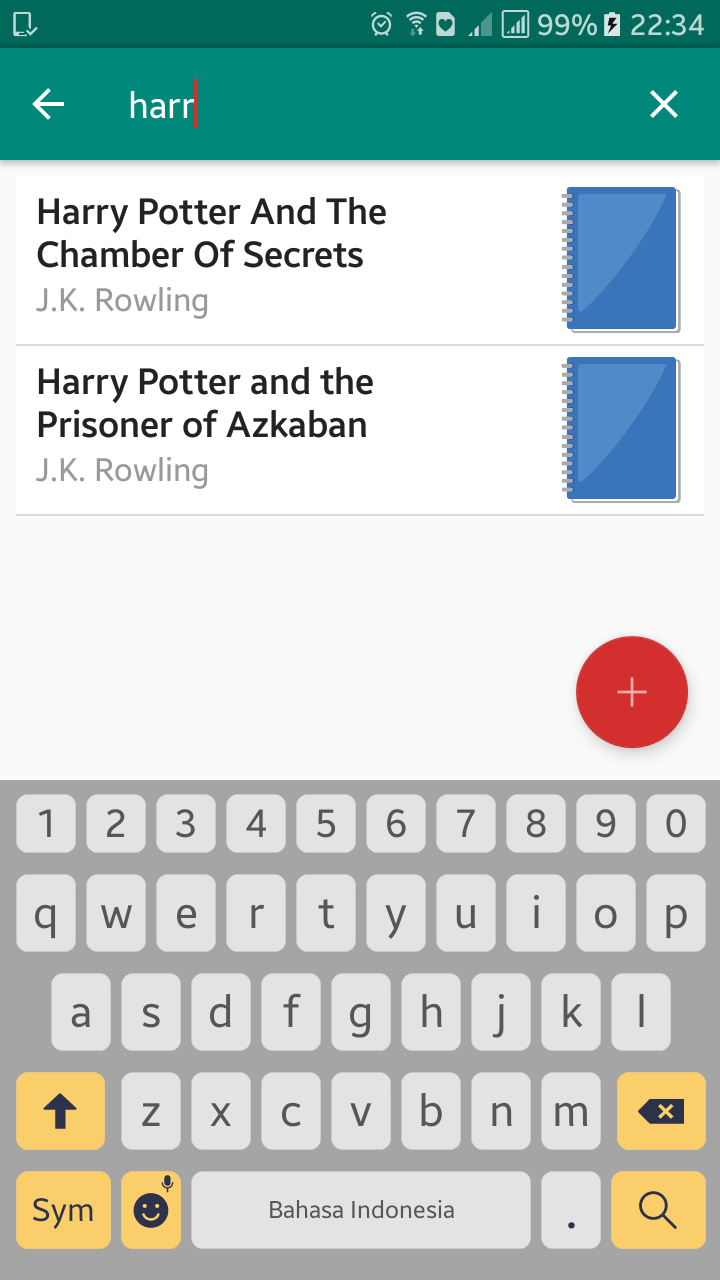 99% 22:34
harr
Harry Potter And The
Chamber Of Secrets
J.K. Rowling
Harry Potter and the
Prisoner of Azkaban
J.K. Rowling
1 2 3 4 5 6 7 8 9 0
q w e r t y u i o p
a s d f g h j k l
z x c v b n m
Sym Bahasa Indonesia .